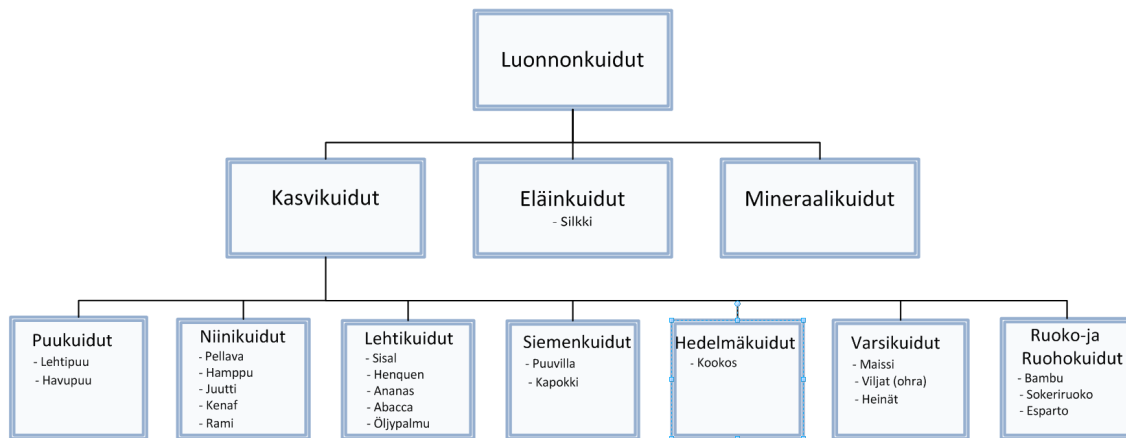 Luonnonkuidut
Kasvikuidut
Eläinkuidut
- Silkki
Mineraalikuidut
Puukuidut
- Lehtipuu
- Havupuu
Niinikuidut
- Pellava
- Hamppu
- Juutti
- Kenaf
- Rami
Lehtikuidut
- Sisal
- Henquen
- Ananas
- Abacca
- Öljypalmu
Siemenkuidut
- Puuvilla
- Kapokki
Hedelmäkuidut
- Kookos
Varsikuidut
- Maissi
- Viljat (ohra)
- Heinät
Ruoko-ja
Ruohokuidut
- Bambu
- Sokeriruoko
- Esparto